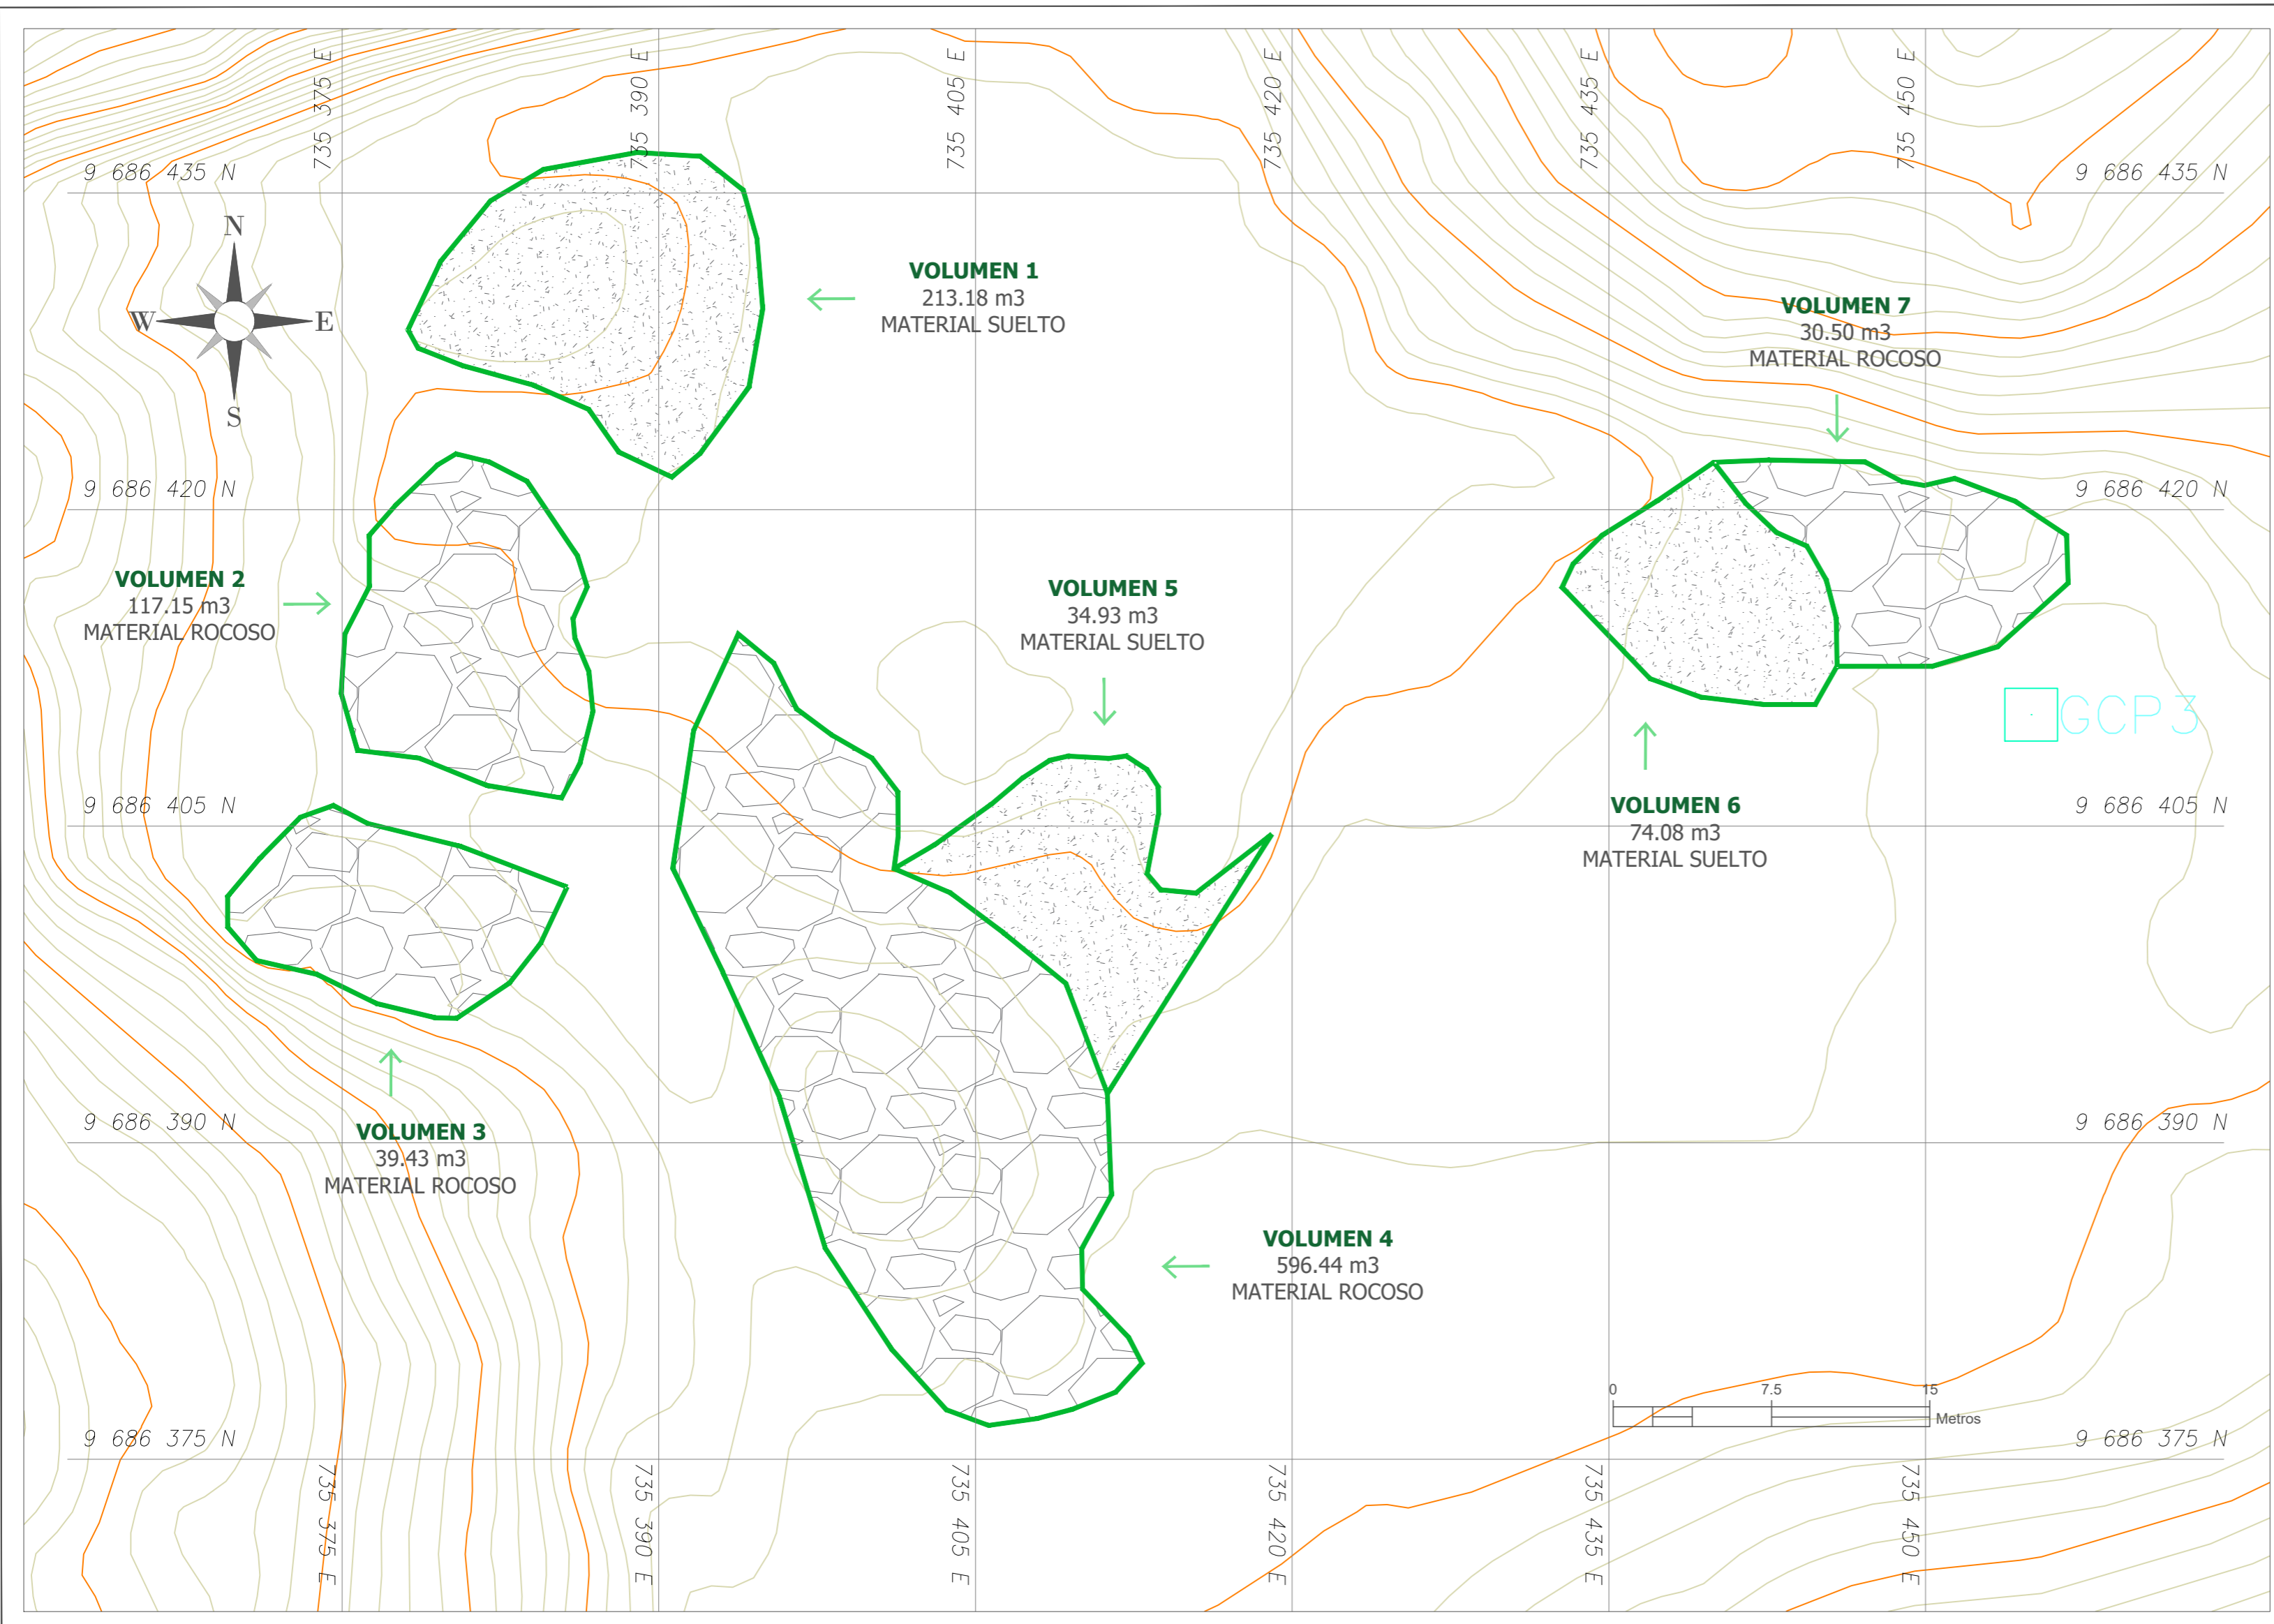 735 375 E
735 390 E
735 405 E
735 420 E
735 435 E
735 450 E
9 686 435 N
9 686 435 N
N
W
E
S
VOLUMEN 1
213.18 m3
MATERIAL SUELTO
VOLUMEN 7
30.50 m3
MATERIAL ROCOSO
9 686 420 N
9 686 420 N
VOLUMEN 2
117.15 m3
MATERIAL ROCOSO
VOLUMEN 5
34.93 m3
MATERIAL SUELTO
GCP3
9 686 405 N
VOLUMEN 6
74.08 m3
MATERIAL SUELTO
9 686 405 N
9 686 390 N
9 686 390 N
VOLUMEN 3
39.43 m3
MATERIAL ROCOSO
VOLUMEN 4
596.44 m3
MATERIAL ROCOSO
0 7.5 15
Metros
9 686 375 N
9 686 375 N
735 375 E
735 390 E
735 405 E
735 420 E
735 435 E
735 450 E